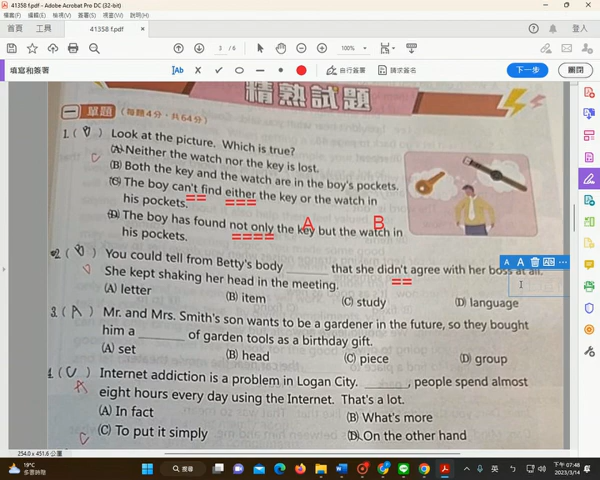 41358 f.pdf - Adobe Acrobat Pro DC (32-bit)
檔案(F) 編輯(E) 檢視(V) 簽署(S) 視窗(W) 說明(H)
首頁 工具 41358 f.pdf × 登入
3 / 6 100%
填寫和簽署 Ab 自行簽署 請求簽名 下一步 關閉
精熟試題
一 單題 (每題4分，共64分)
1. ( D ) Look at the picture. Which is true?
C (A) Neither the watch nor the key is lost.
(B) Both the key and the watch are in the boy's pockets.
(C) The boy can't find either the key or the watch in
his pockets.
A B
(D) The boy has found not only the key but the watch in
his pockets.
2. ( D ) You could tell from Betty's body ______ that she didn't agree with her boss at all.
She kept shaking her head in the meeting.
(A) letter (B) item (C) study (D) language
3. ( A ) Mr. and Mrs. Smith's son wants to be a gardener in the future, so they bought
him a ______ of garden tools as a birthday gift.
(A) set (B) head (C) piece (D) group
4. ( C ) Internet addiction is a problem in Logan City. ______, people spend almost
A eight hours every day using the Internet. That's a lot.
(A) In fact (B) What's more
(C) To put it simply (D) On the other hand
254.0 x 451.6 公釐
19°C
多雲時陰
搜尋
英
下午 07:48
2023/3/14